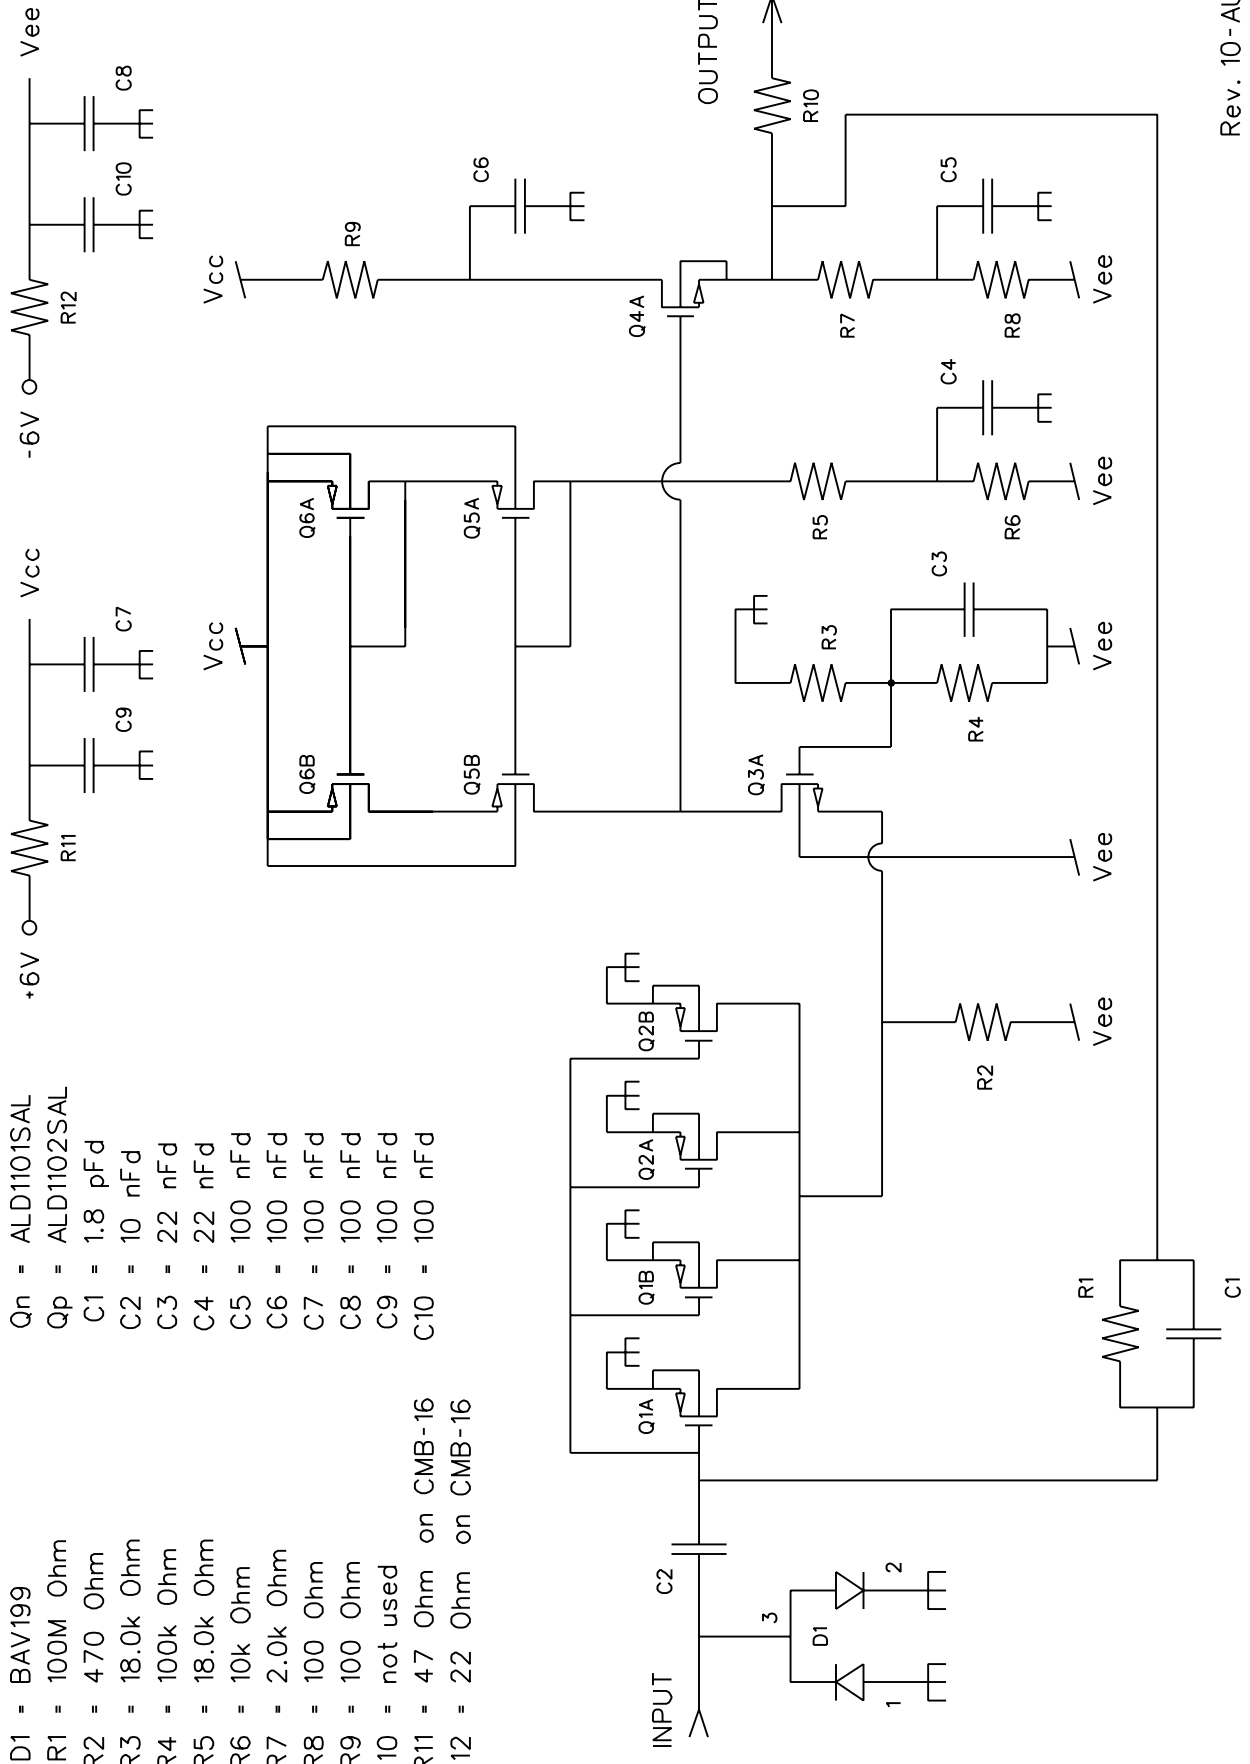 D1 = BAV199
R1 = 100M Ohm
R2 = 470 Ohm
R3 = 18.0k Ohm
R4 = 100k Ohm
R5 = 18.0k Ohm
R6 = 10k Ohm
R7 = 2.0k Ohm
R8 = 100 Ohm
R9 = 100 Ohm
10 = not used
R11 = 47 Ohm on CMB-16
12 = 22 Ohm on CMB-16
Qn = ALD1101SAL
Qp = ALD1102SAL
C1 = 1.8 pFd
C2 = 10 nFd
C3 = 22 nFd
C4 = 22 nFd
C5 = 100 nFd
C6 = 100 nFd
C7 = 100 nFd
C8 = 100 nFd
C9 = 100 nFd
C10 = 100 nFd
+6V
R11
C9
C7
Vcc
-6V
R12
C10
C8
Vee
Vcc
Q6B
Q6A
Q5B
Q5A
Vcc
R9
C6
Q4A
OUTPUT
R10
Q1A
Q1B
Q2A
Q2B
Q3A
R3
R4
C3
R5
C4
R6
R7
C5
R8
INPUT
C2
3
D1
1
2
R2
Vee
Vee
Vee
Vee
Vee
R1
C1
Rev. 10-AU